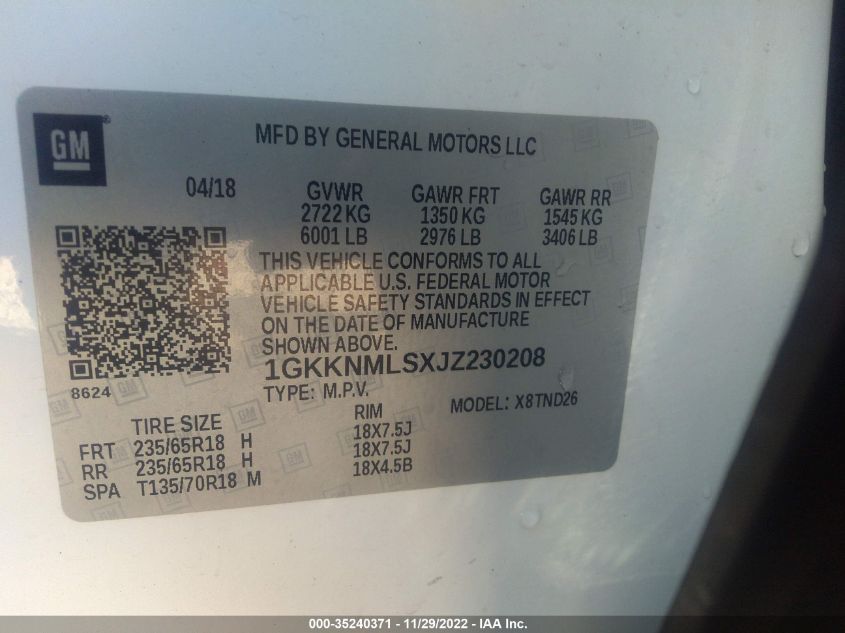 GM ®
MFD BY GENERAL MOTORS LLC
04/18 GVWR GAWR FRT GAWR RR
2722 KG 1350 KG 1545 KG
6001 LB 2976 LB 3406 LB
THIS VEHICLE CONFORMS TO ALL
APPLICABLE U.S. FEDERAL MOTOR
VEHICLE SAFETY STANDARDS IN EFFECT
ON THE DATE OF MANUFACTURE
SHOWN ABOVE.
1GKKNMLSXJZ230208
8624
TYPE: M.P.V. MODEL: X8TND26
TIRE SIZE RIM
FRT 235/65R18 H 18X7.5J
RR 235/65R18 H 18X7.5J
SPA T135/70R18 M 18X4.5B
000-35240371 - 11/29/2022 - IAA Inc.